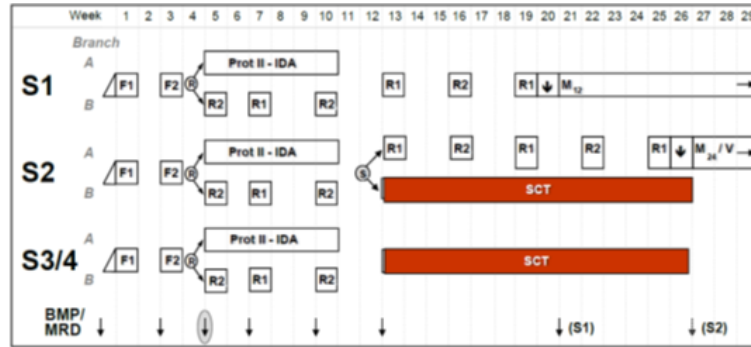 Week 1 2 3 4 5 6 7 8 9 10 11 12 13 14 15 16 17 18 19 20 21 22 23 24 25 26 27 28 29
Branch
A Prot II - IDA
S1 F1 F2 R R1 R2 R1 M12
B R2 R1 R2
A Prot II - IDA R1 R2 R1 R2 R1 M24 / V
S2 F1 F2 R S
B R2 R1 R2 SCT
A Prot II - IDA
S3/4 F1 F2 R SCT
B R2 R1 R2
BMP/
MRD (S1) (S2)